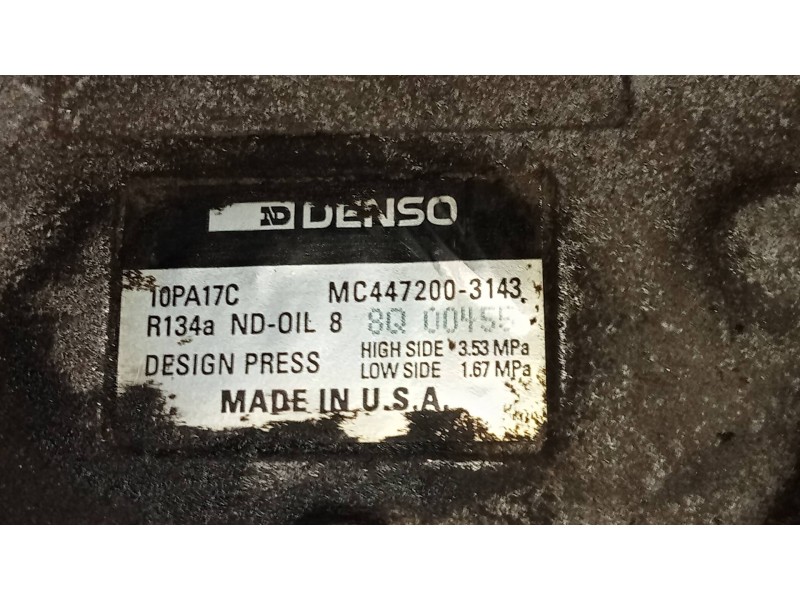 ND DENSO
10PA17C MC447200-3143
R134a ND-OIL 8 8Q 00455
DESIGN PRESS HIGH SIDE 3.53 MPa
LOW SIDE 1.67 MPa
MADE IN U.S.A.